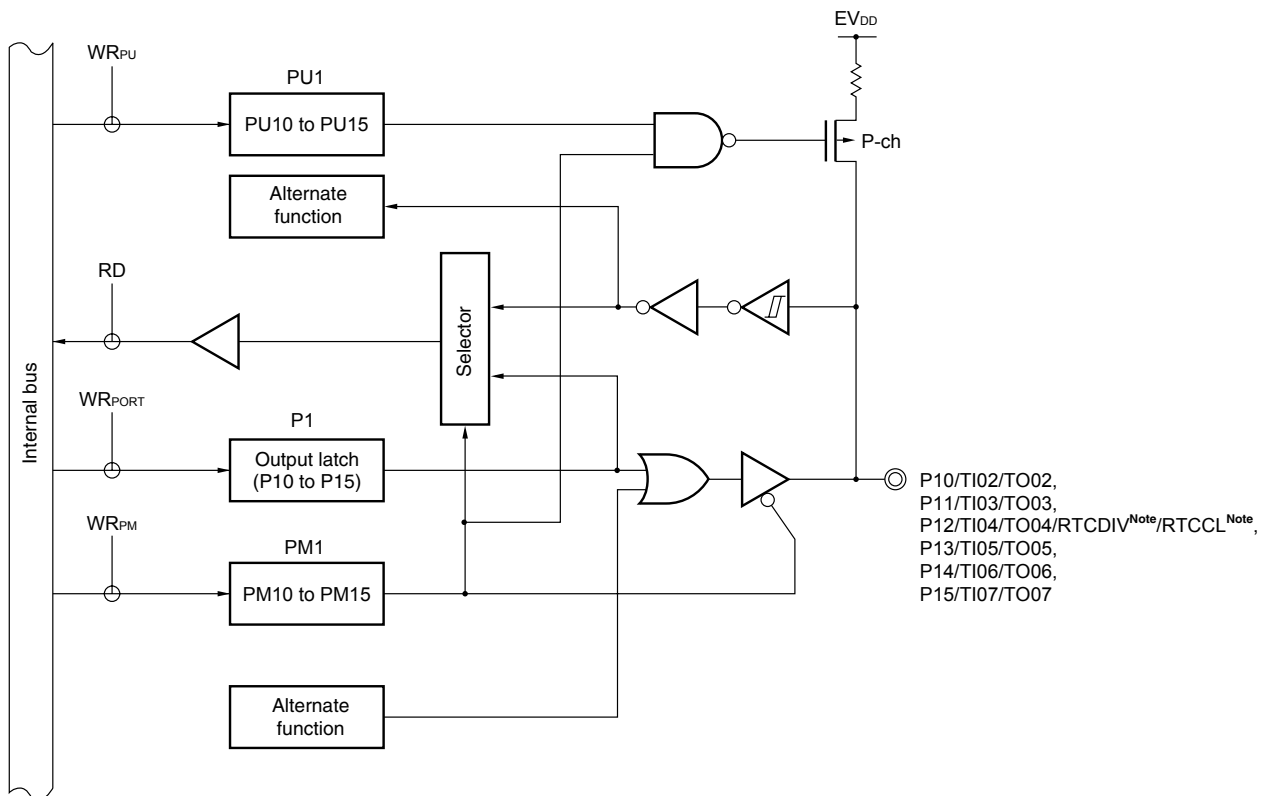 EVDD
WRPU
PU1
PU10 to PU15
P-ch
Alternate
function
RD
Selector
Internal bus
WRPORT
P1
Output latch
(P10 to P15)
P10/TI02/TO02,
P11/TI03/TO03,
P12/TI04/TO04/RTCDIVNote/RTCCLNote,
P13/TI05/TO05,
P14/TI06/TO06,
P15/TI07/TO07
WRPM
PM1
PM10 to PM15
Alternate
function